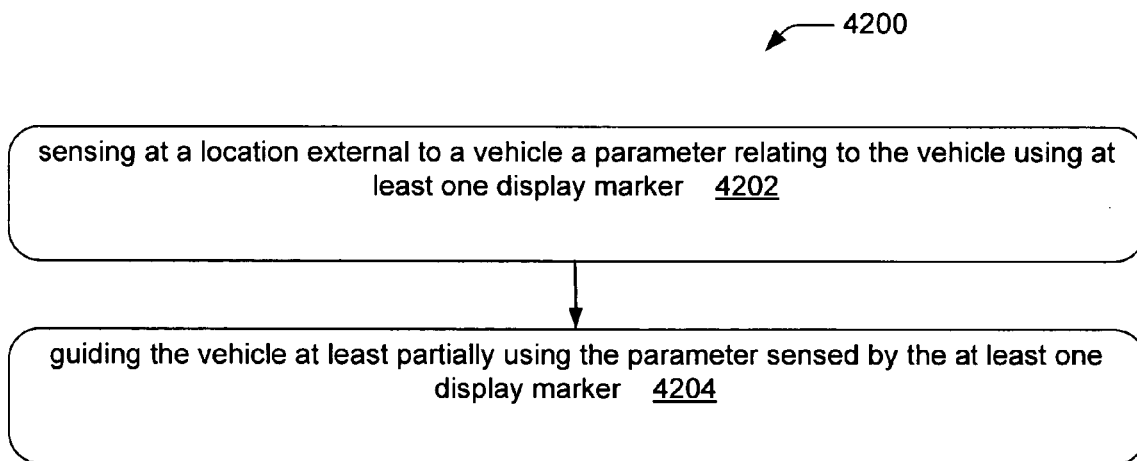 4200
sensing at a location external to a vehicle a parameter relating to the vehicle using at
least one display marker 4202
guiding the vehicle at least partially using the parameter sensed by the at least one
display marker 4204